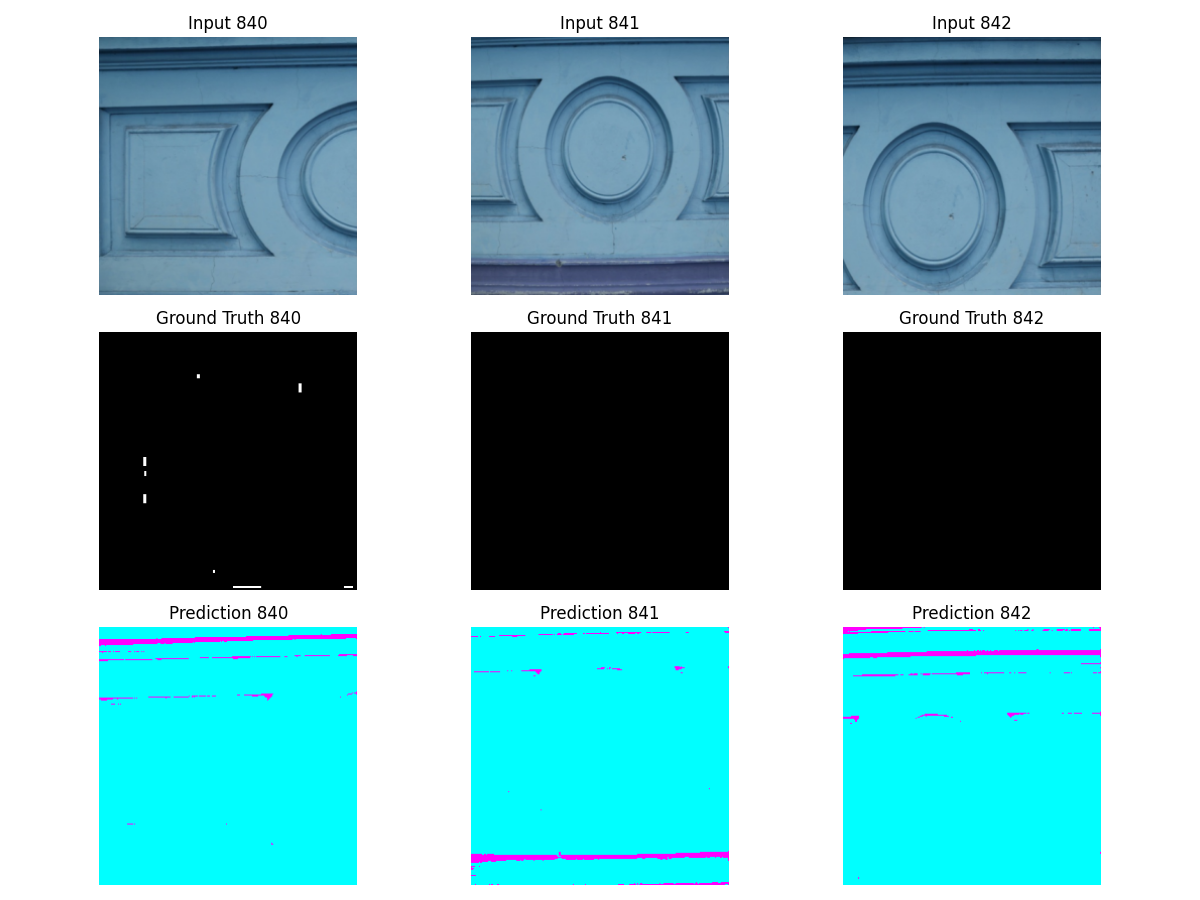 Input 840
Input 841
Input 842
Ground Truth 840
Ground Truth 841
Ground Truth 842
Prediction 840
Prediction 841
Prediction 842